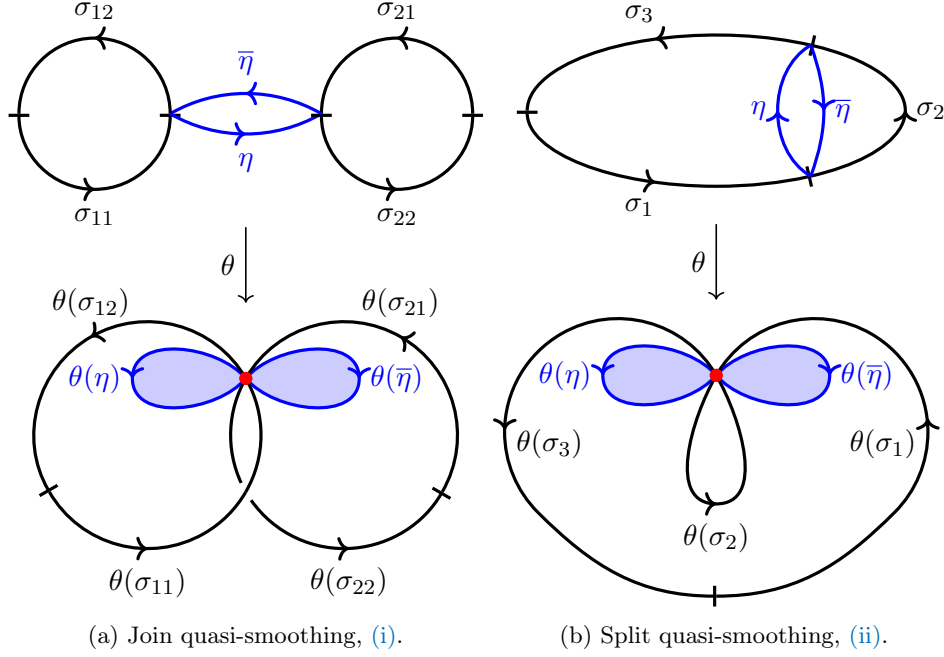 σ₁₂ σ₂₁ σ₃
η̅
η η̅ σ₂
η
σ₁₁ σ₂₂ σ₁
θ θ
θ(σ₁₂) θ(σ₂₁)
θ(η) θ(η̅) θ(η) θ(η̅)
θ(σ₃) θ(σ₁)
θ(σ₂)
θ(σ₁₁) θ(σ₂₂)
(a) Join quasi-smoothing, (i). (b) Split quasi-smoothing, (ii).